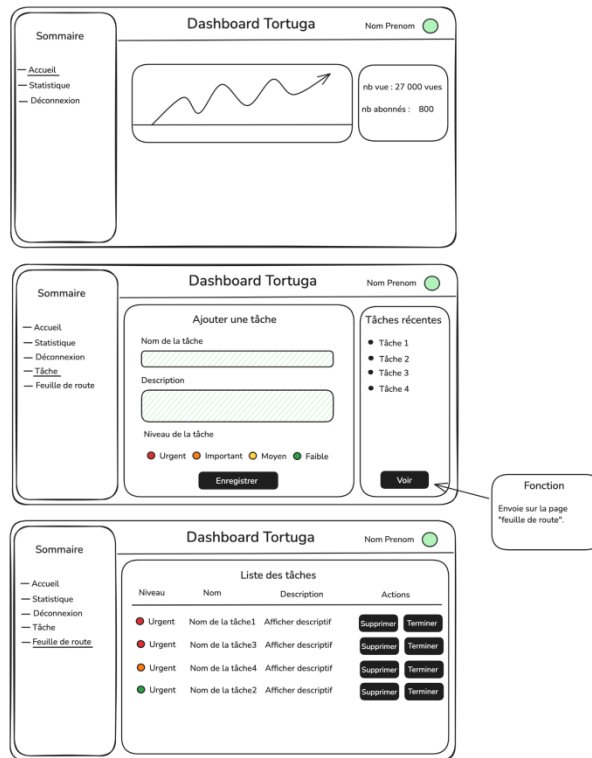 Dashboard Tortuga
Nom Prenom
Sommaire
Accueil
Statistique
Déconnexion
nb vue : 27 000 vues
nb abonnés : 800
Dashboard Tortuga
Nom Prenom
Sommaire
Accueil
Statistique
Déconnexion
Tâche
Feuille de route
Ajouter une tâche
Nom de la tâche
Description
Niveau de la tâche
Urgent Important Moyen Faible
Enregistrer
Tâches récentes
Tâche 1
Tâche 2
Tâche 3
Tâche 4
Voir
Fonction
Envoie sur la page
"feuille de route".
Dashboard Tortuga
Nom Prenom
Sommaire
Accueil
Statistique
Déconnexion
Tâche
Feuille de route
Liste des tâches
Niveau Nom Description Actions
Urgent Nom de la tâche1 Afficher descriptif Supprimer Terminer
Urgent Nom de la tâche3 Afficher descriptif Supprimer Terminer
Urgent Nom de la tâche4 Afficher descriptif Supprimer Terminer
Urgent Nom de la tâche2 Afficher descriptif Supprimer Terminer